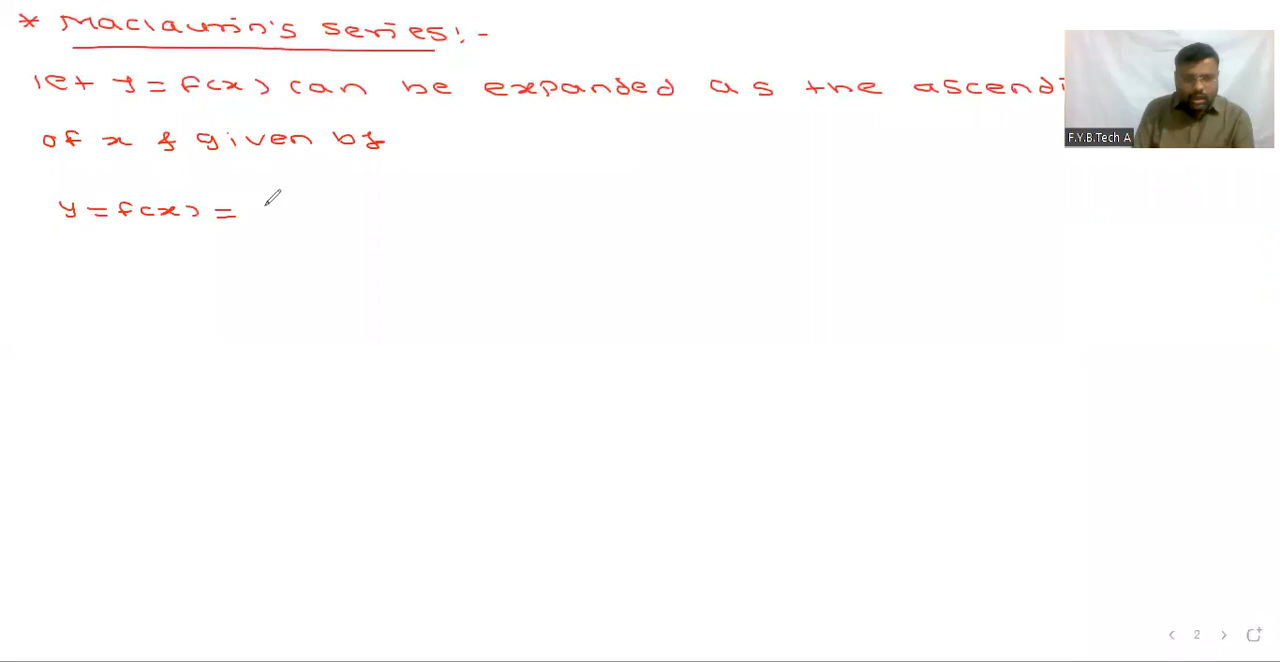 * Maclaurin's series:-
let y = f(x) can be expanded as the ascendi
of x & given by
y = f(x) =
F.Y.B.Tech A
2